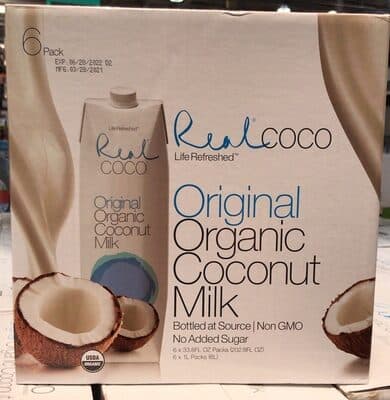 6 Pack
EXP. 06/28/2022 02
MFG. 03/28/2021
Life Refreshed™
Real
COCO
Original
Organic
Coconut
Milk
Real® COCO
Life Refreshed™
Original
Organic
Coconut
Milk
Bottled at Source | Non GMO
No Added Sugar
6 x 33.8FL OZ Packs (202.8FL OZ)
6 x 1L Packs (6L)
USDA
ORGANIC